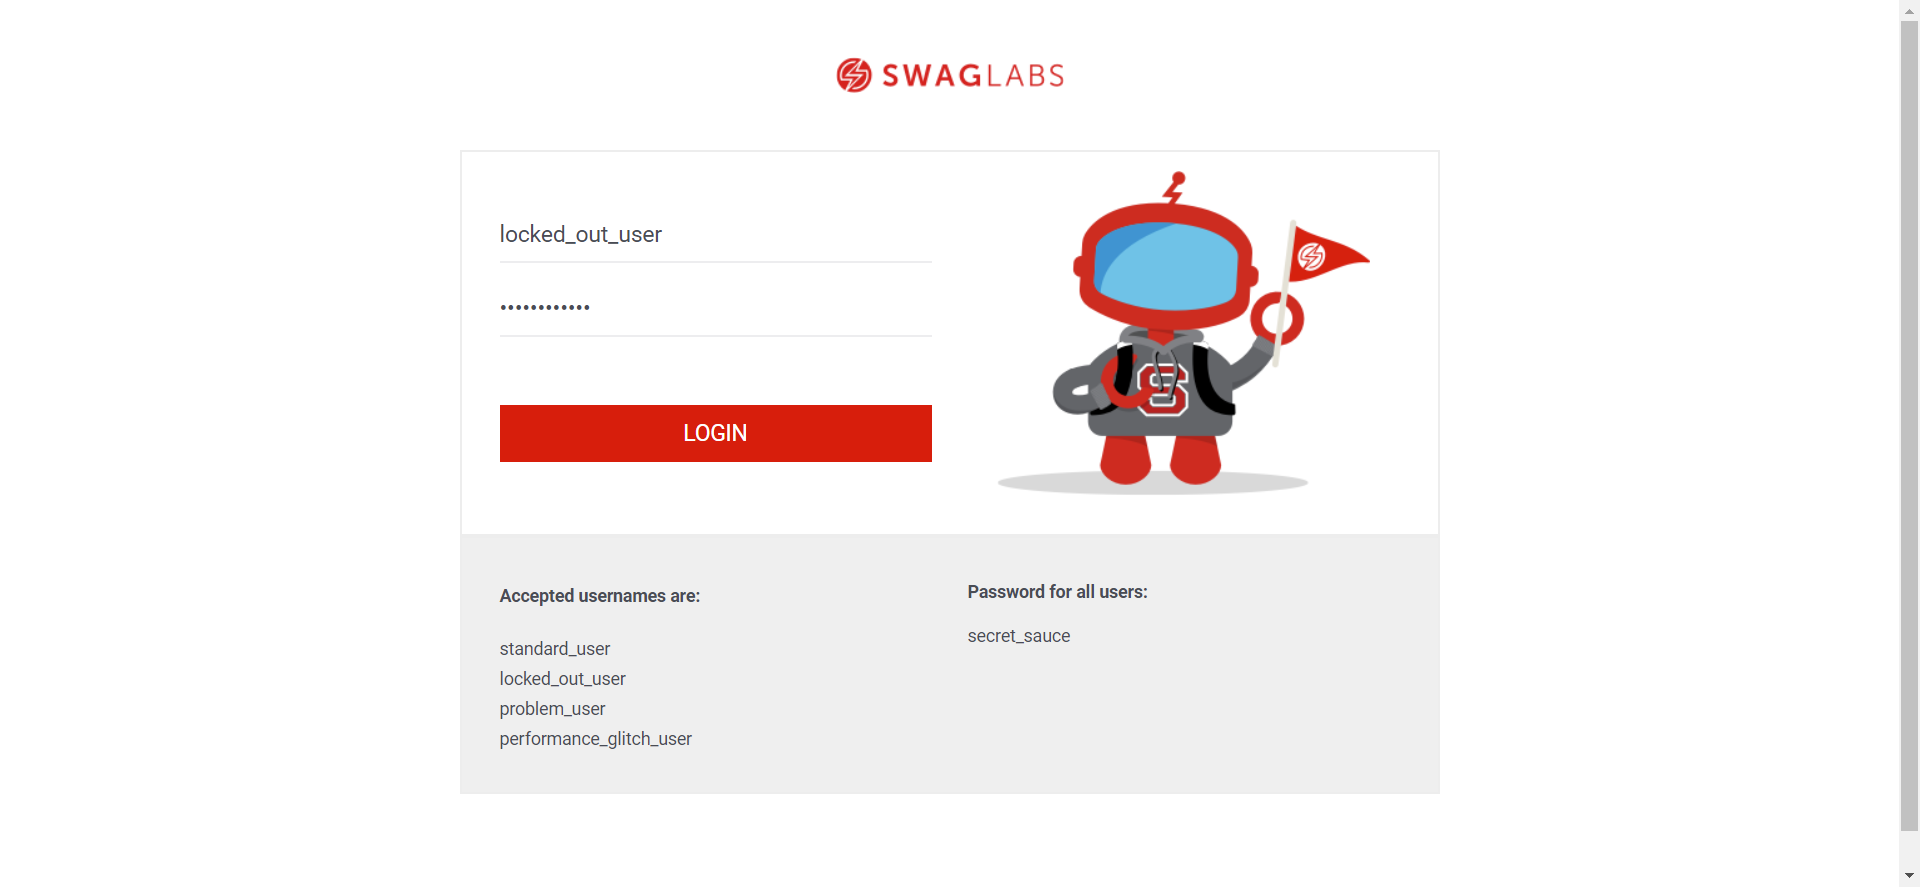 SWAGLABS
locked_out_user
••••••••••••
LOGIN
S
Accepted usernames are:
standard_user
locked_out_user
problem_user
performance_glitch_user
Password for all users:
secret_sauce